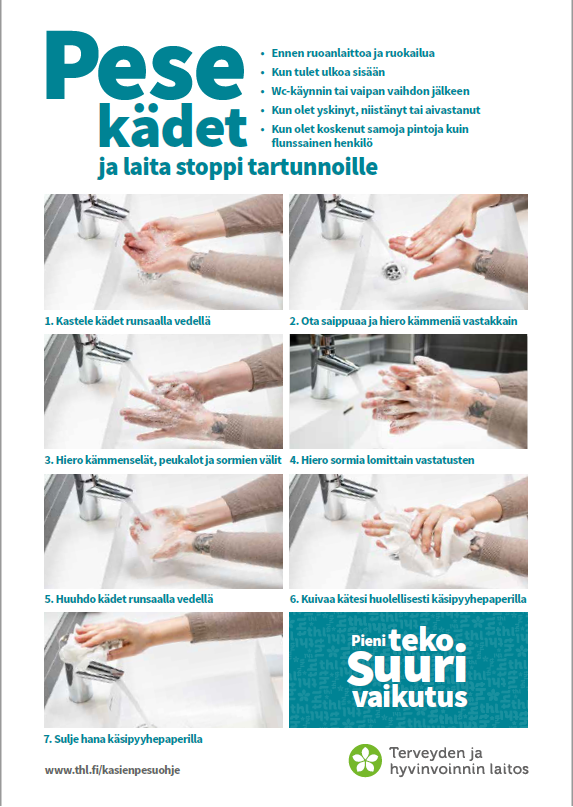 Pese
kädet
ja laita stoppi tartunnoille
• Ennen ruoanlaittoa ja ruokailua
• Kun tulet ulkoa sisään
• Wc-käynnin tai vaipan vaihdon jälkeen
• Kun olet yskinyt, niistänyt tai aivastanut
• Kun olet koskenut samoja pintoja kuin
flunssainen henkilö
1. Kastele kädet runsaalla vedellä
2. Ota saippuaa ja hiero kämmeniä vastakkain
3. Hiero kämmenselät, peukalot ja sormien välit
4. Hiero sormia lomittain vastatusten
5. Huuhdo kädet runsaalla vedellä
6. Kuivaa kätesi huolellisesti käsipyyhepaperilla
7. Sulje hana käsipyyhepaperilla
Pieni teko.
Suuri
vaikutus
www.thl.fi/kasienpesuohje
Terveyden ja
hyvinvoinnin laitos